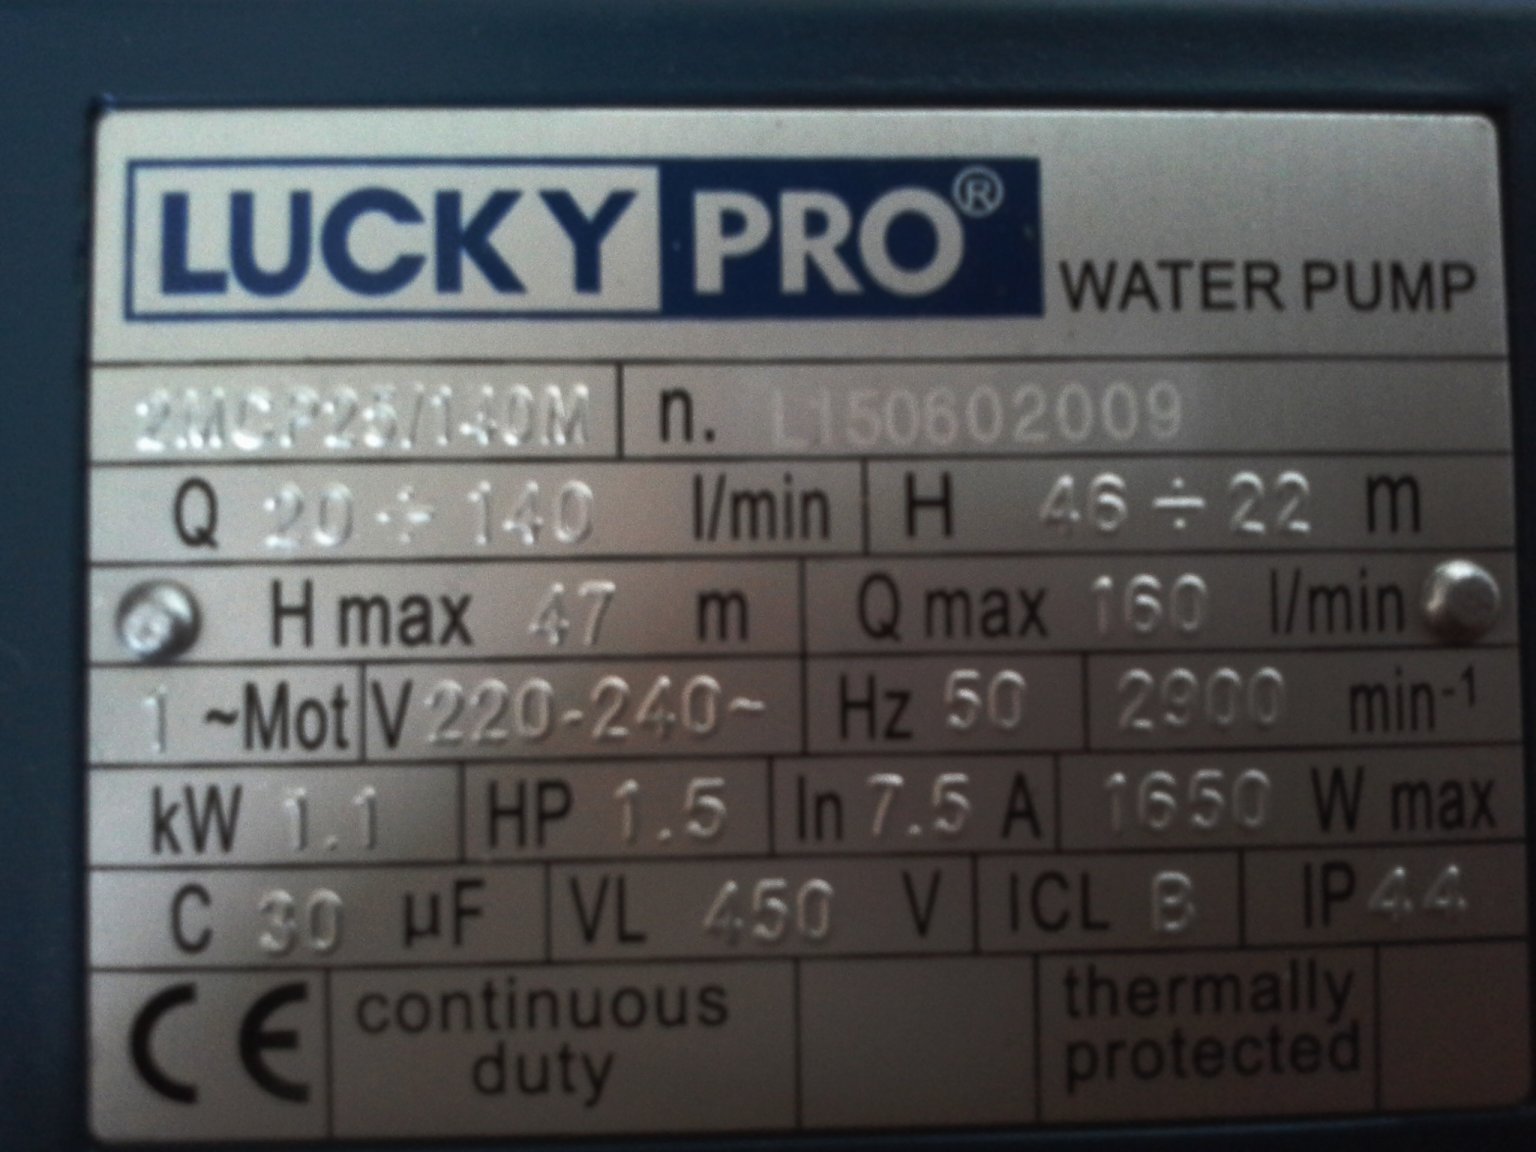 LUCKY PRO® WATER PUMP
2MCP25/140M n. L150602009
Q 20÷140 l/min H 46÷22 m
H max 47 m Q max 160 l/min
1 ~Mot V 220-240~ Hz 50 2900 min-1
kW 1.1 HP 1.5 In 7.5 A 1650 W max
C 30 µF VL 450 V ICL B IP 44
CE continuous duty thermally protected